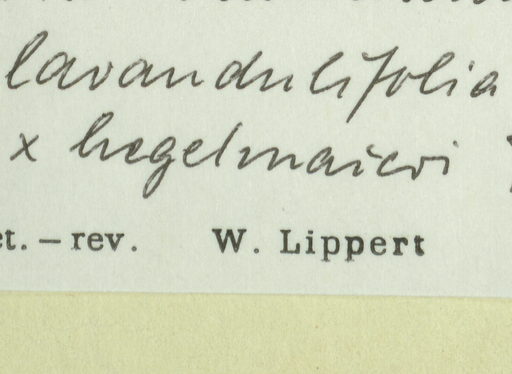 lavandulifolia
x hegelmaieri
et. – rev. W. Lippert